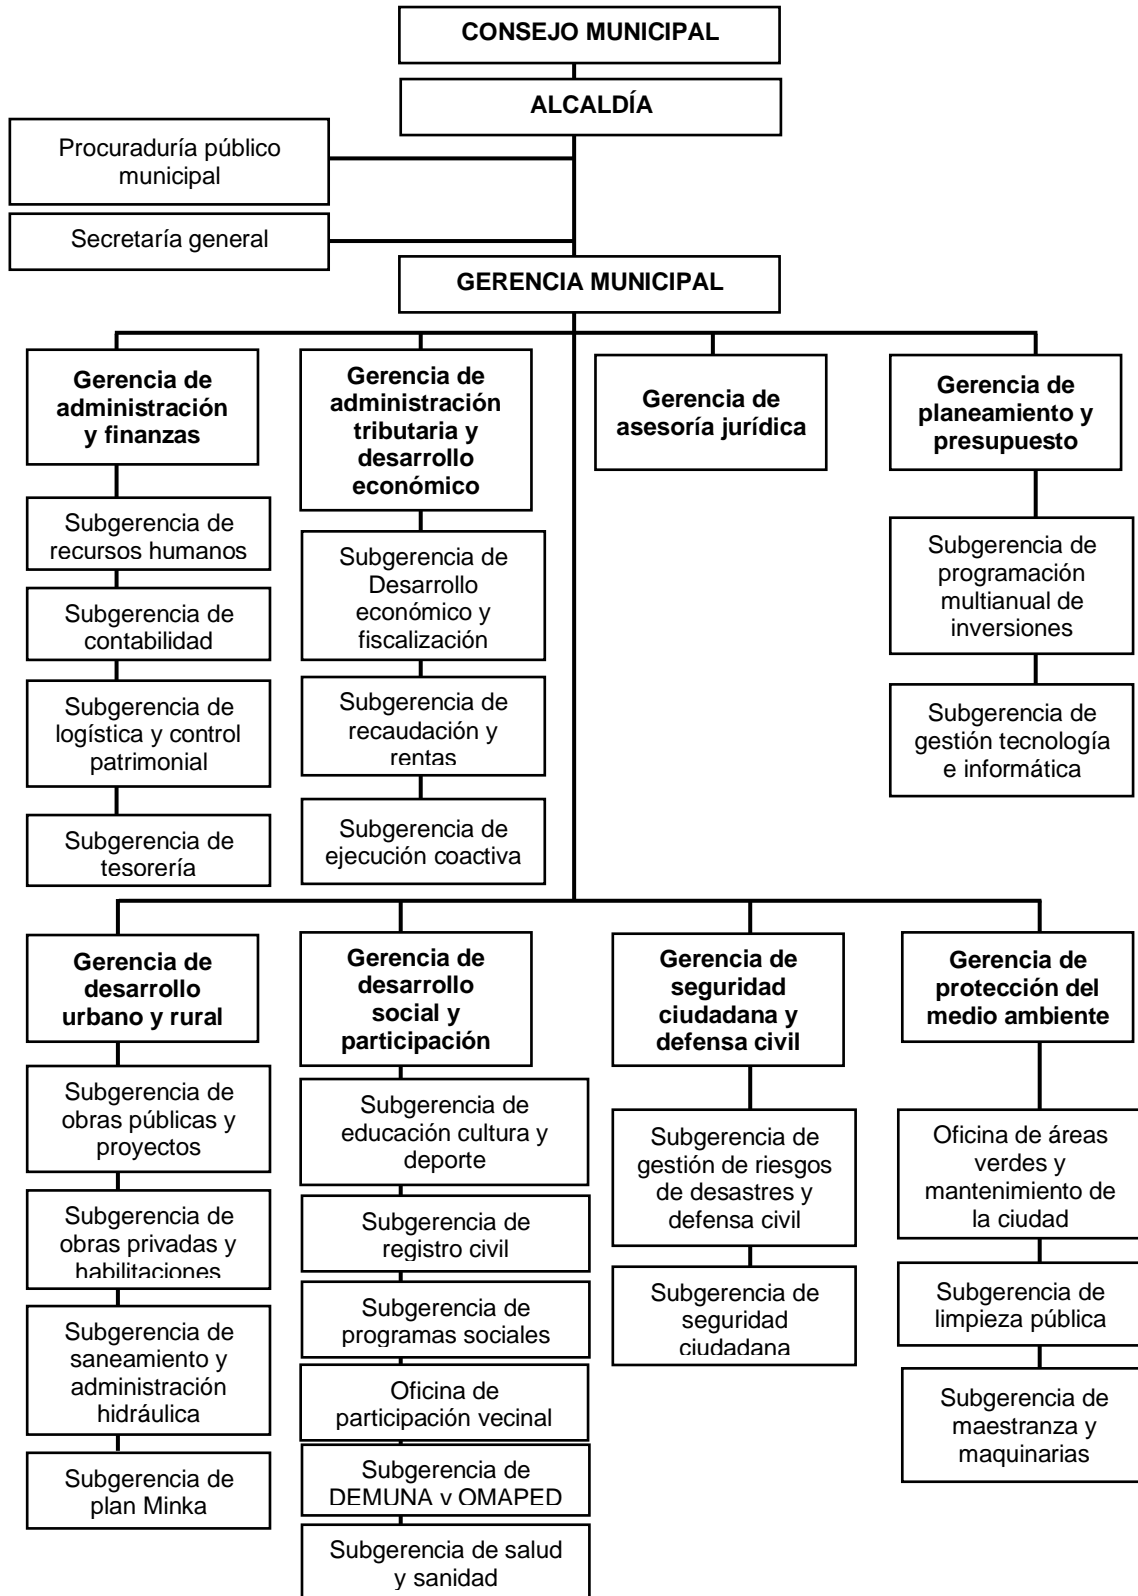 CONSEJO MUNICIPAL
ALCALDÍA
Procuraduría público
municipal
Secretaría general
GERENCIA MUNICIPAL
Gerencia de
administración
y finanzas
Subgerencia de
recursos humanos
Subgerencia de
contabilidad
Subgerencia de
logística y control
patrimonial
Subgerencia de
tesorería
Gerencia de
administración
tributaria y
desarrollo
económico
Subgerencia de
Desarrollo
económico y
fiscalización
Subgerencia de
recaudación y
rentas
Subgerencia de
ejecución coactiva
Gerencia de
asesoría jurídica
Gerencia de
planeamiento y
presupuesto
Subgerencia de
programación
multianual de
inversiones
Subgerencia de
gestión tecnología
e informática
Gerencia de
desarrollo
urbano y rural
Subgerencia de
obras públicas y
proyectos
Subgerencia de
obras privadas y
habilitaciones
Subgerencia de
saneamiento y
administración
hidráulica
Subgerencia de
plan Minka
Gerencia de
desarrollo
social y
participación
Subgerencia de
educación cultura y
deporte
Subgerencia de
registro civil
Subgerencia de
programas sociales
Oficina de
participación vecinal
Subgerencia de
DEMUNA y OMAPED
Subgerencia de salud
y sanidad
Gerencia de
seguridad
ciudadana y
defensa civil
Subgerencia de
gestión de riesgos
de desastres y
defensa civil
Subgerencia de
seguridad
ciudadana
Gerencia de
protección del
medio ambiente
Oficina de áreas
verdes y
mantenimiento de
la ciudad
Subgerencia de
limpieza pública
Subgerencia de
maestranza y
maquinarias